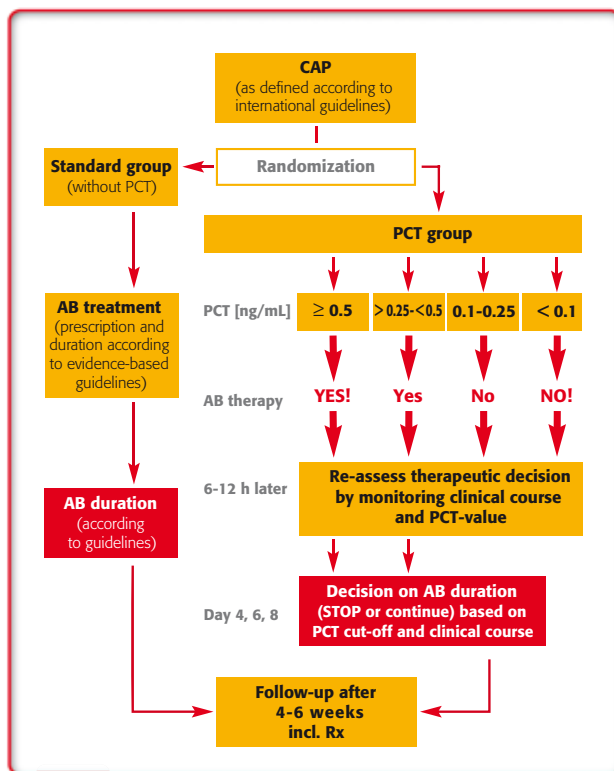 CAP
(as defined according to
international guidelines)
Randomization
Standard group
(without PCT)
PCT group
PCT [ng/mL]
≥ 0.5
> 0.25-<0.5
0.1-0.25
< 0.1
AB treatment
(prescription and
duration according
to evidence-based
guidelines)
AB therapy
YES!
Yes
No
NO!
6-12 h later
Re-assess therapeutic decision
by monitoring clinical course
and PCT-value
AB duration
(according
to guidelines)
Day 4, 6, 8
Decision on AB duration
(STOP or continue) based on
PCT cut-off and clinical course
Follow-up after
4-6 weeks
incl. Rx